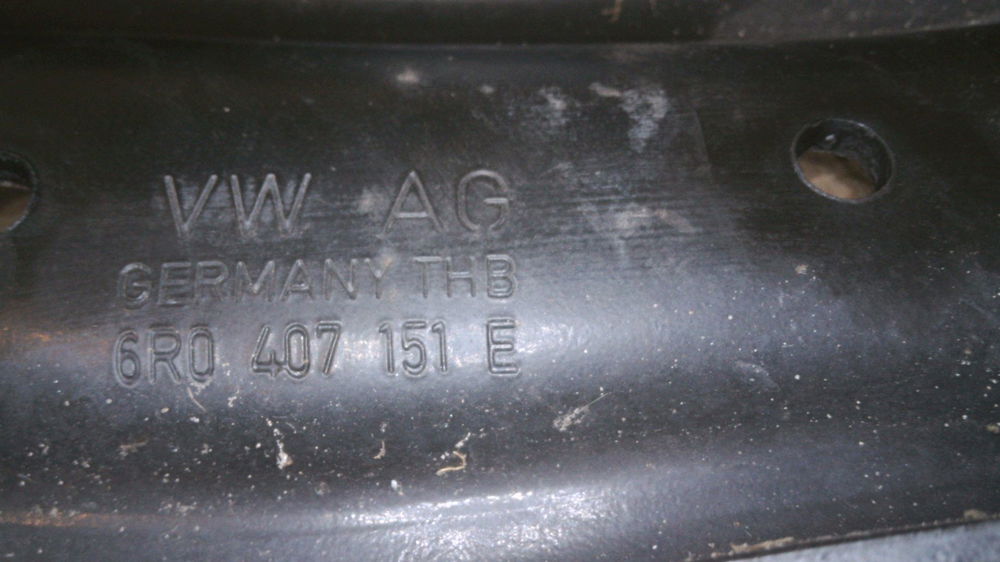 VW AG
GERMANY THB
6R0 407 151 E